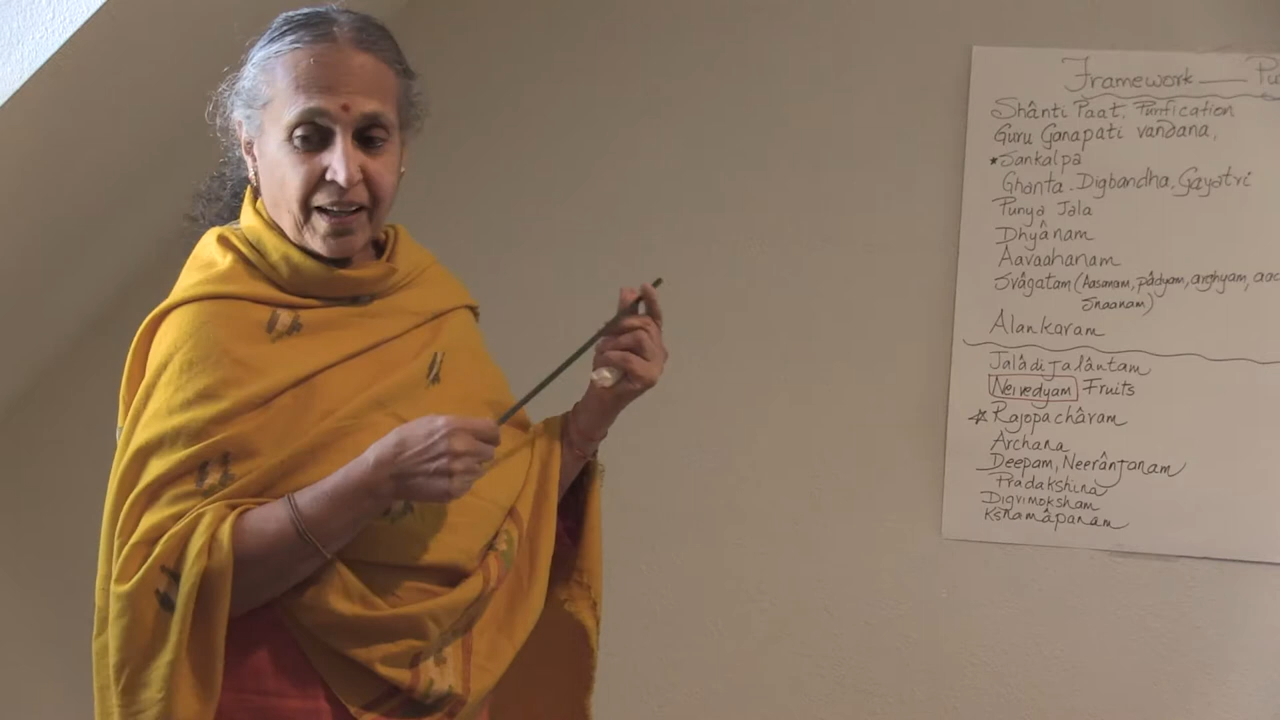 Framework — Pu
Shânti Paat, Purification
Guru Ganapati vandana,
*Sankalpa
Ghanta. Digbandha, Gayatri
Punya Jala
Dhyânam
Aavaahanam
Svâgatam (Aasanam, pâdyam, arghyam, aac
Snaanam)
Alankaram
Jalâdi jalântam
Neivedyam Fruits
☆ Rajopachâram
Archana
Deepam, Neerânjanam
Pradakshina
Digvimoksham
Kshamâpanam